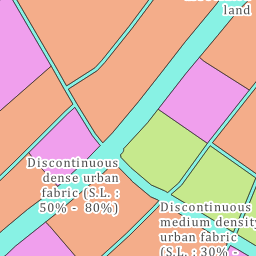 land
Discontinuous
dense urban
fabric (S.L. :
50% - 80%)
Discontinuous
medium density
urban fabric
(S.L. : 30% -